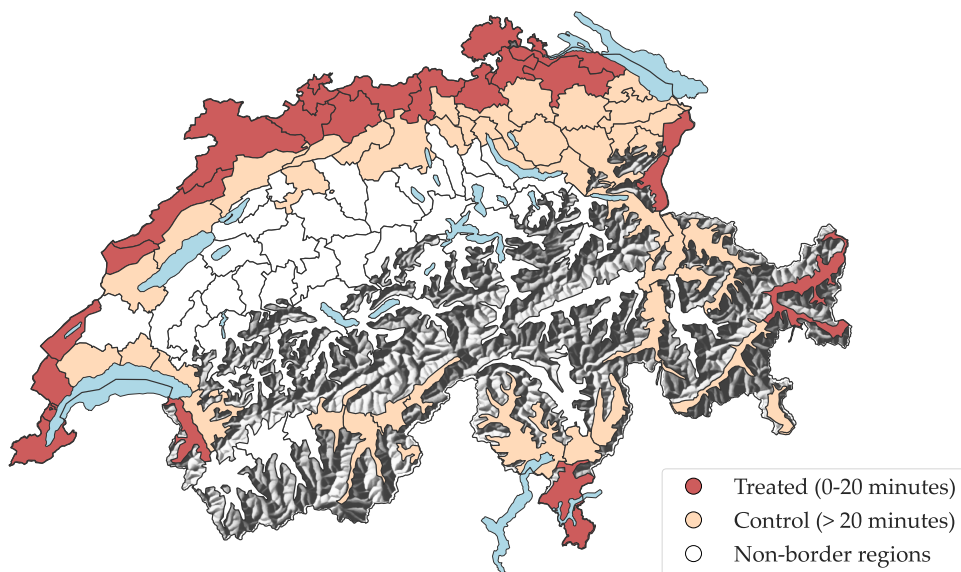 Treated (0-20 minutes)
Control (> 20 minutes)
Non-border regions